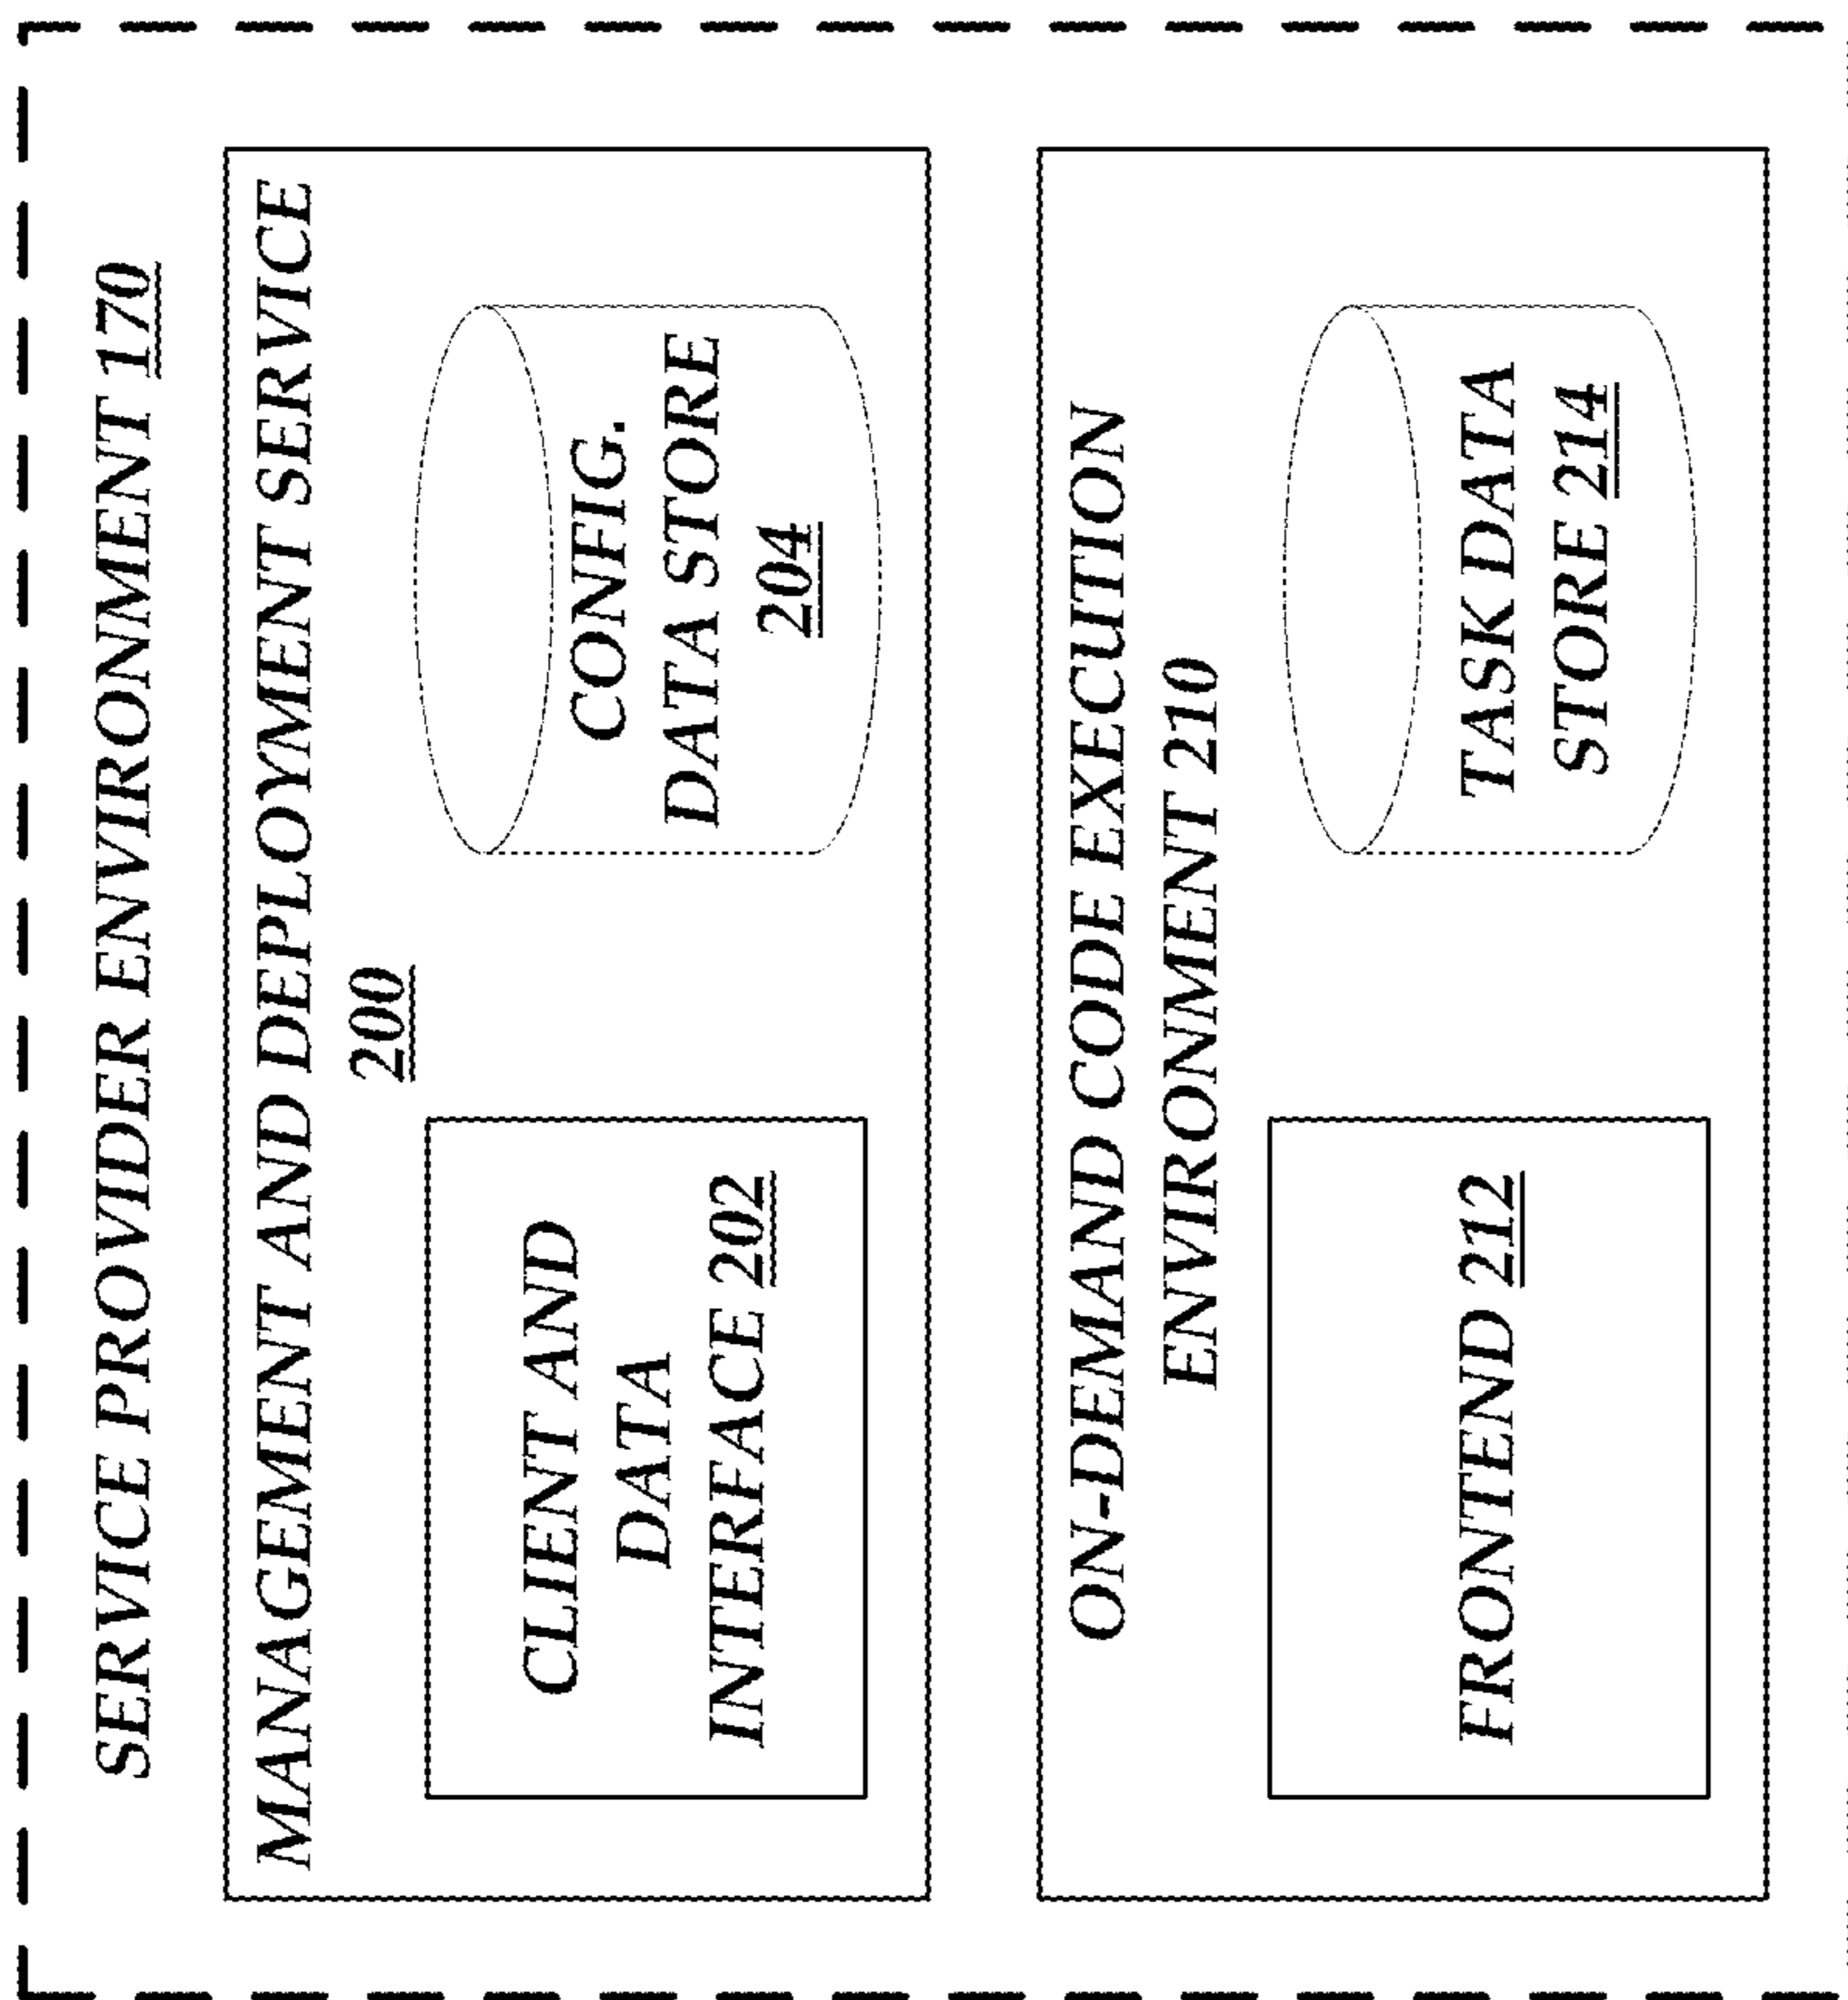 SERVICE PROVIDER ENVIRONMENT 170
MANAGEMENT AND DEPLOYMENT SERVICE
200
CLIENT AND
DATA
INTERFACE 202
CONFIG.
DATA STORE
204
ON-DEMAND CODE EXECUTION
ENVIRONMENT 210
FRONTEND 212
TASK DATA
STORE 214